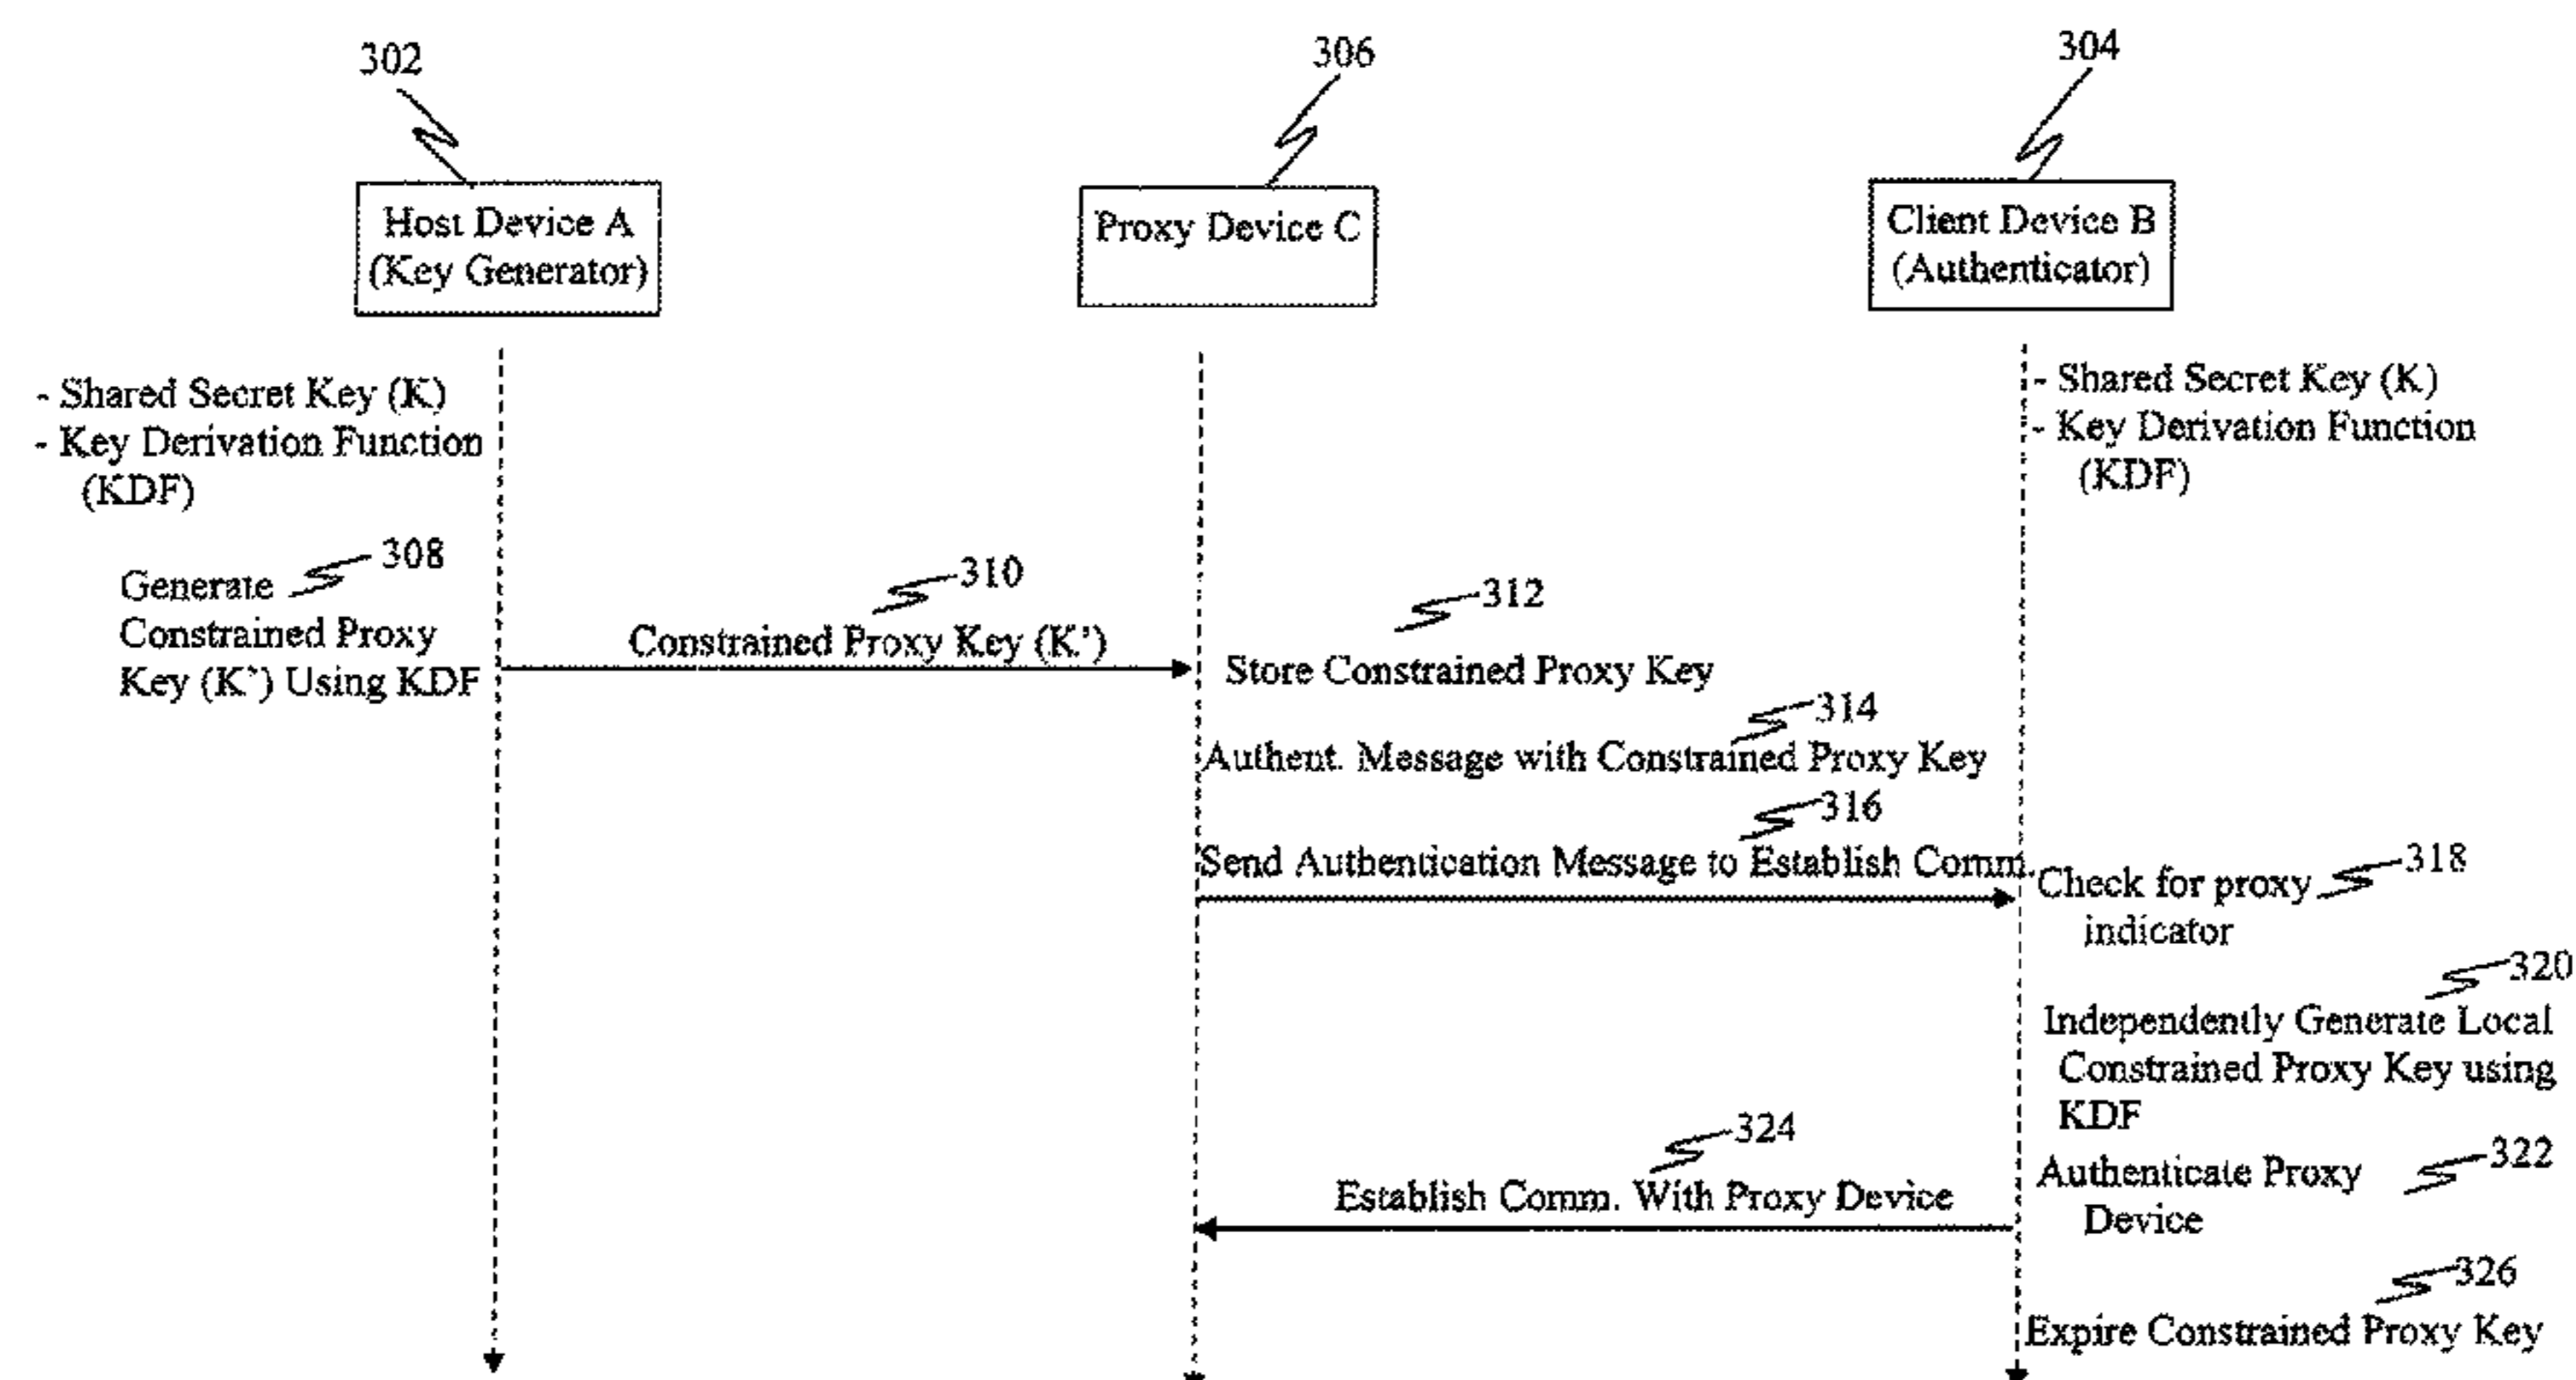 302
306
304
Host Device A
(Key Generator)
Proxy Device C
Client Device B
(Authenticator)
- Shared Secret Key (K)
- Key Derivation Function
(KDF)
- Shared Secret Key (K)
- Key Derivation Function
(KDF)
308
Generate
Constrained Proxy
Key (K') Using KDF
310
Constrained Proxy Key (K')
312
Store Constrained Proxy Key
314
Authent. Message with Constrained Proxy Key
316
Send Authentication Message to Establish Comm.
318
Check for proxy
indicator
320
Independently Generate Local
Constrained Proxy Key using
KDF
324
Establish Comm. With Proxy Device
322
Authenticate Proxy
Device
326
Expire Constrained Proxy Key